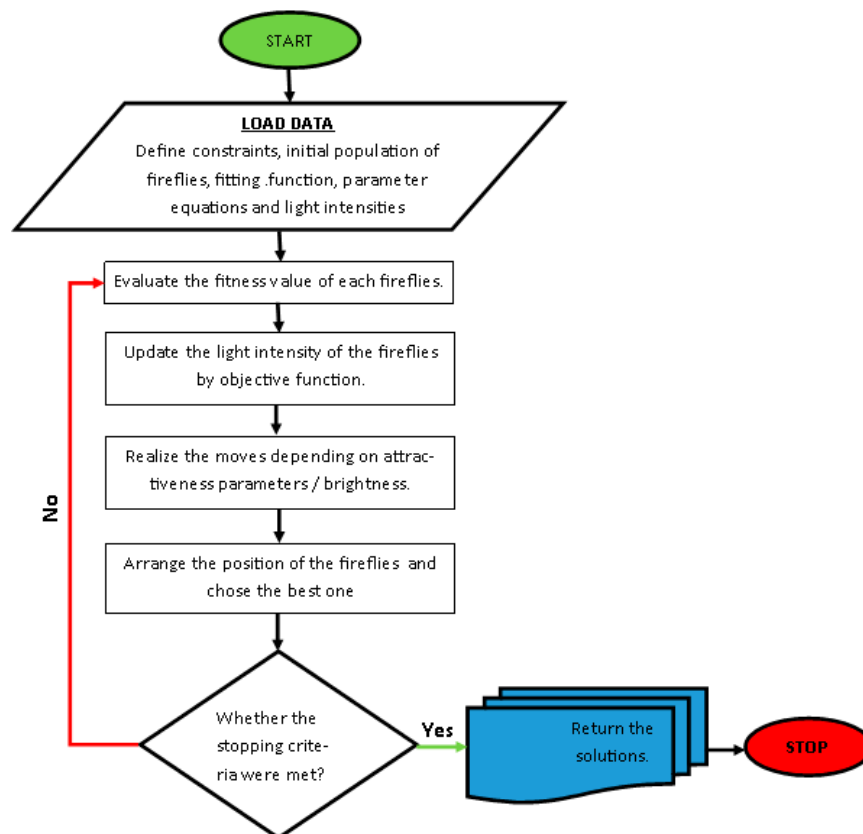 START
LOAD DATA
Define constraints, initial population of
fireflies, fitting .function, parameter
equations and light intensities
Evaluate the fitness value of each fireflies.
Update the light intensity of the fireflies
by objective function.
Realize the moves depending on attrac-
tiveness parameters / brightness.
Arrange the position of the fireflies and
chose the best one
No
Whether the
stopping crite-
ria were met?
Yes
Return the
solutions.
STOP